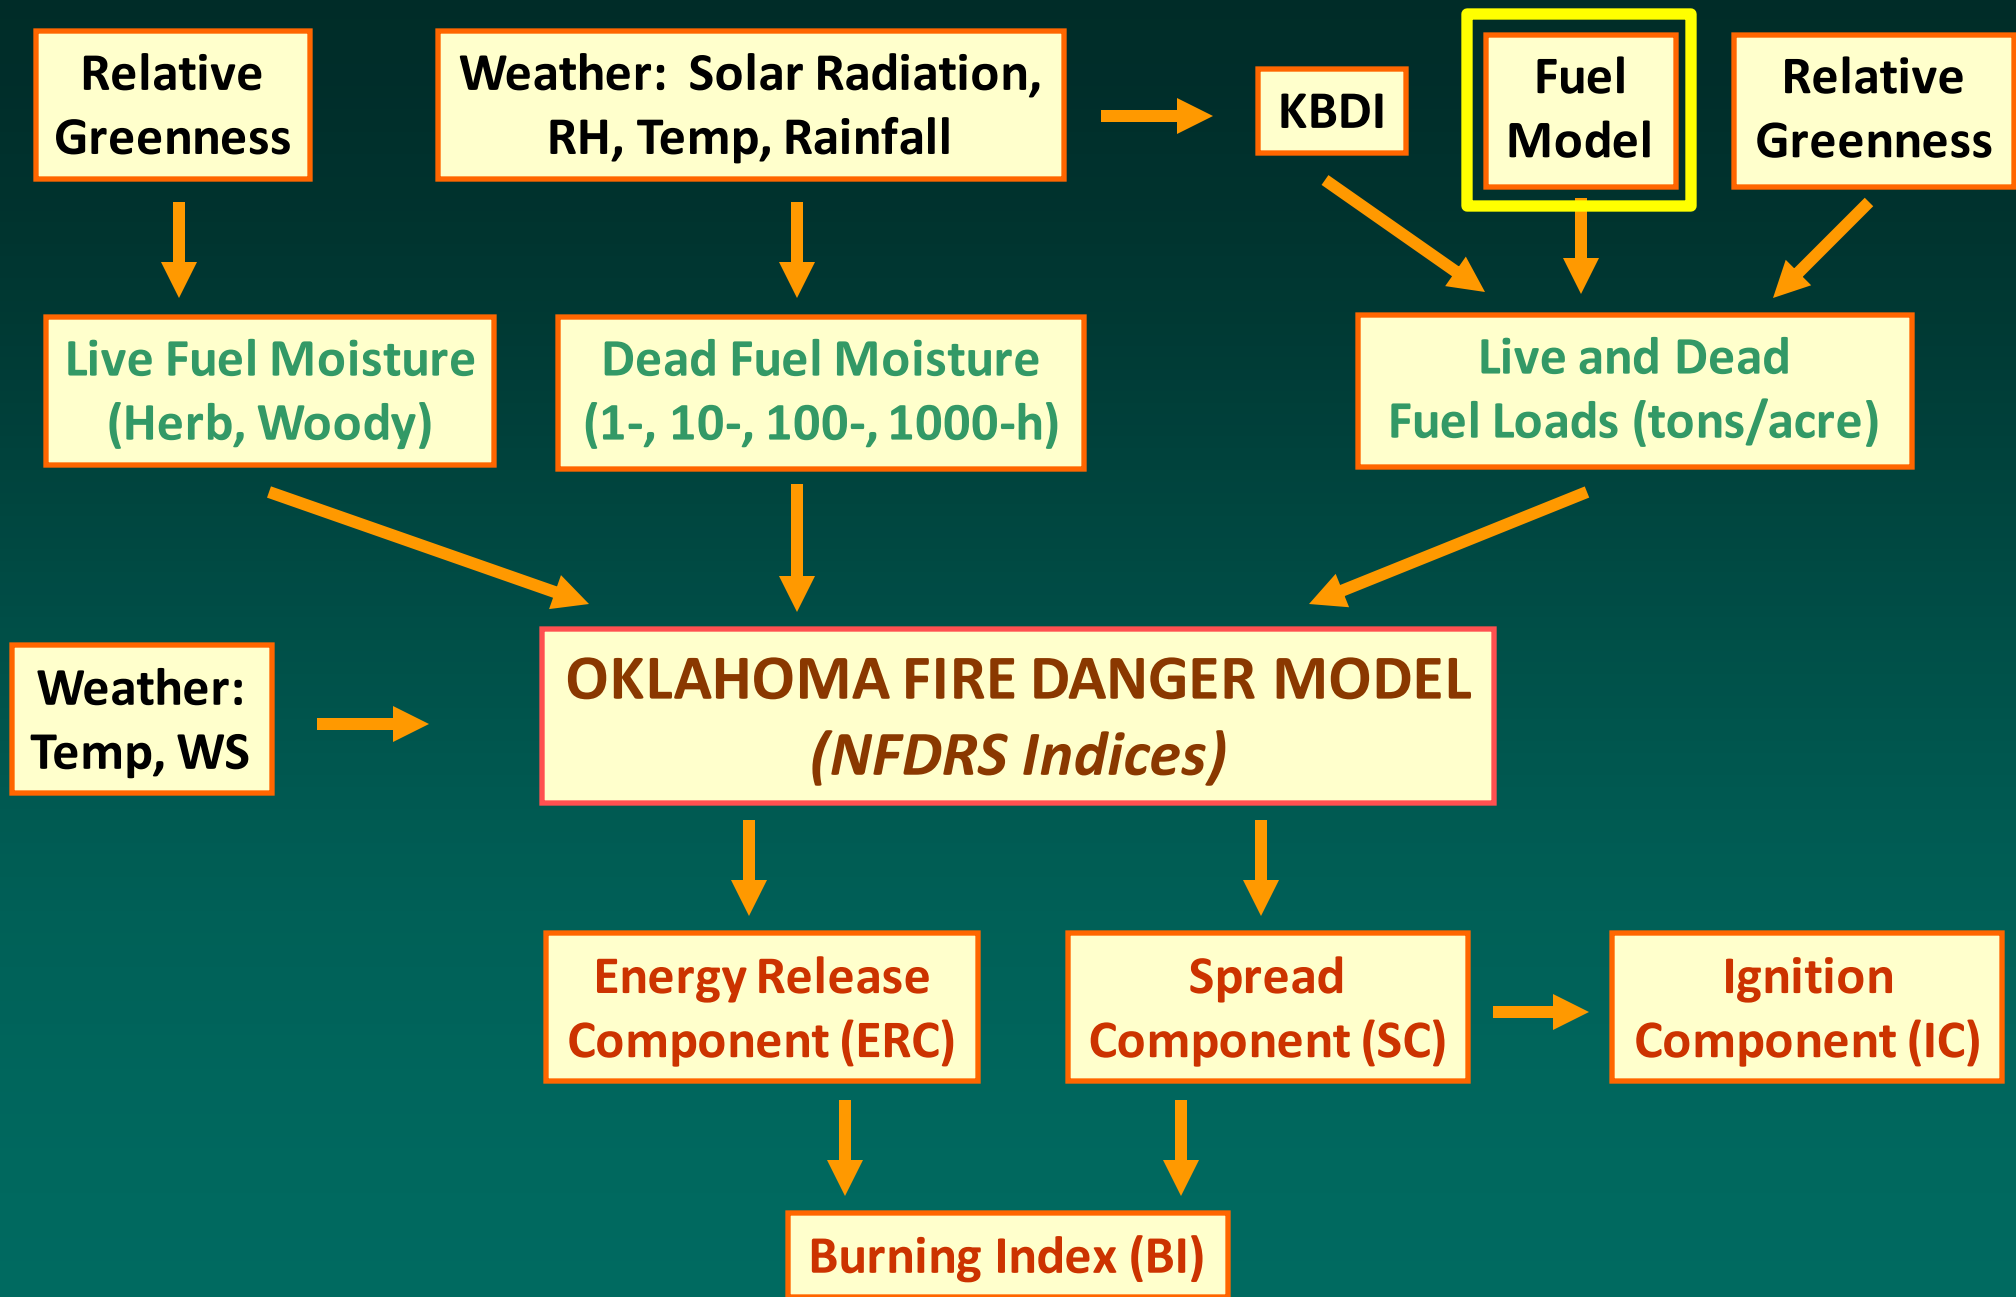 Relative
Greenness
Weather:  Solar Radiation,
RH, Temp, Rainfall
KBDI
Fuel
Model
Relative
Greenness
Live Fuel Moisture
(Herb, Woody)
Dead Fuel Moisture
(1-, 10-, 100-, 1000-h)
Live and Dead
Fuel Loads (tons/acre)
Weather:
Temp, WS
OKLAHOMA FIRE DANGER MODEL
(NFDRS Indices)
Energy Release
Component (ERC)
Spread
Component (SC)
Ignition
Component (IC)
Burning Index (BI)